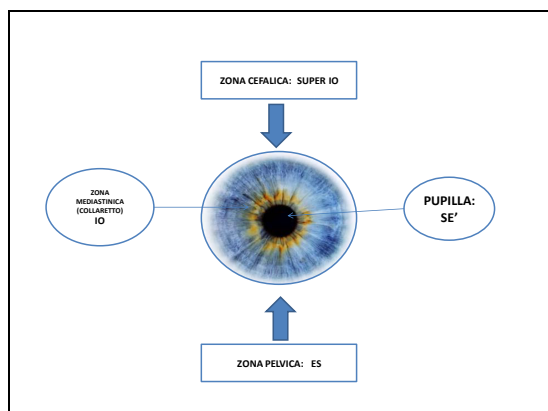 ZONA CEFALICA: SUPER IO
ZONA
MEDIASTINICA
(COLLARETTO)
IO
PUPILLA:
SE’
ZONA PELVICA: ES